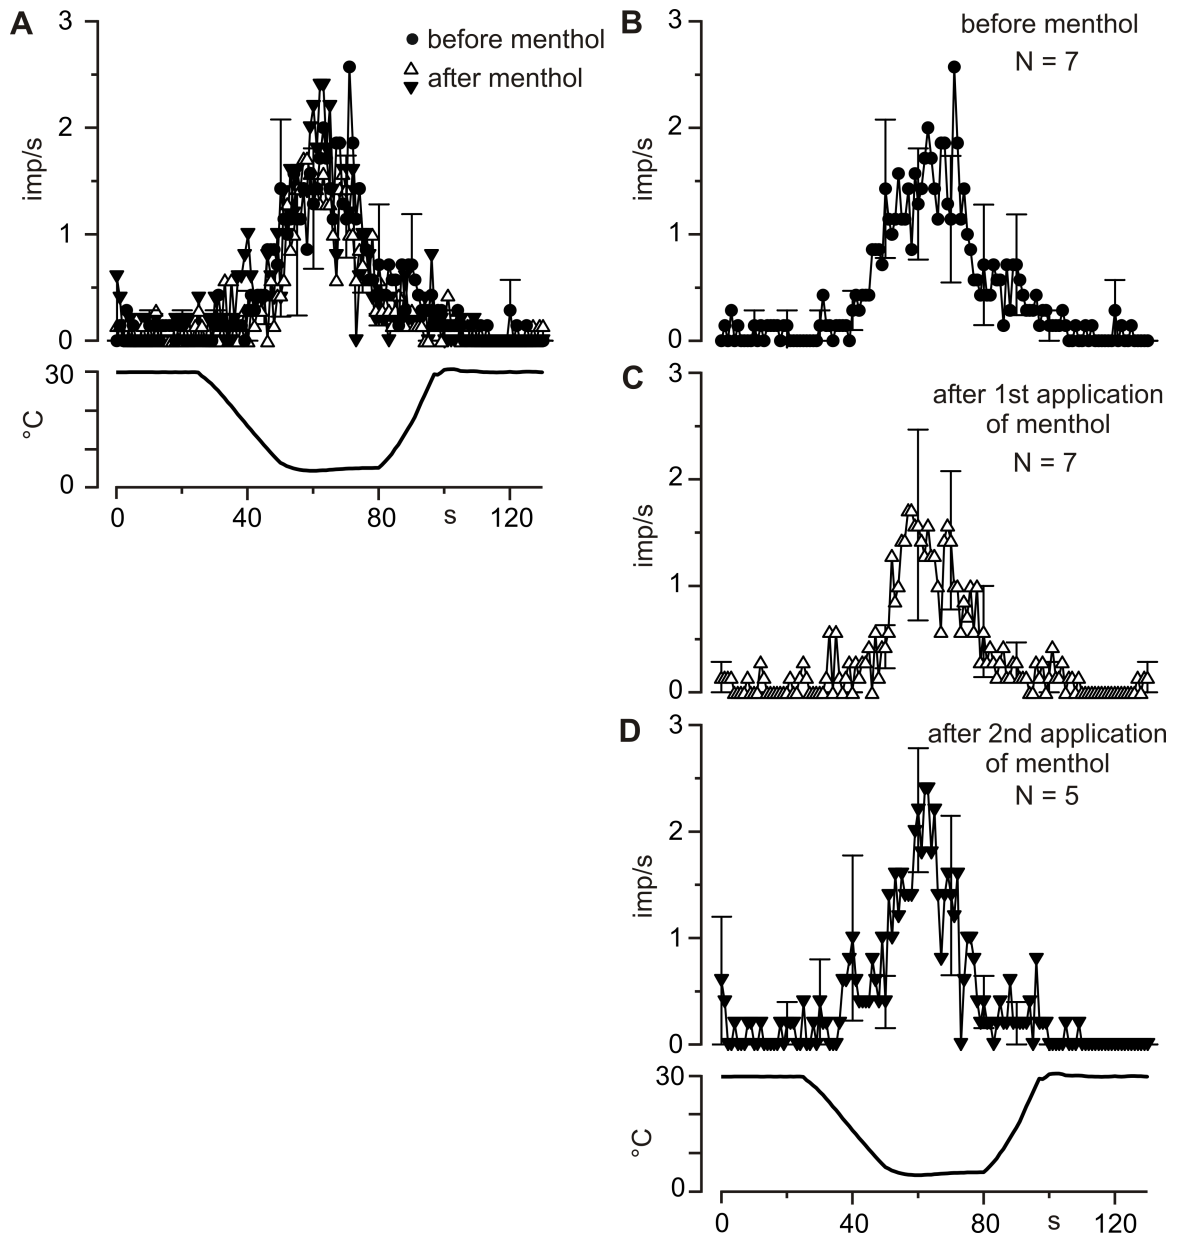 A
3
2
1
0
imp/s
● before menthol
△ after menthol
▼
30
0
°C
0 40 80 s 120
B
3
2
1
0
imp/s
before menthol
N = 7
C
3
2
1
0
imp/s
after 1st application
of menthol
N = 7
D
3
2
1
0
imp/s
after 2nd application
of menthol
N = 5
30
0
°C
0 40 80 s 120